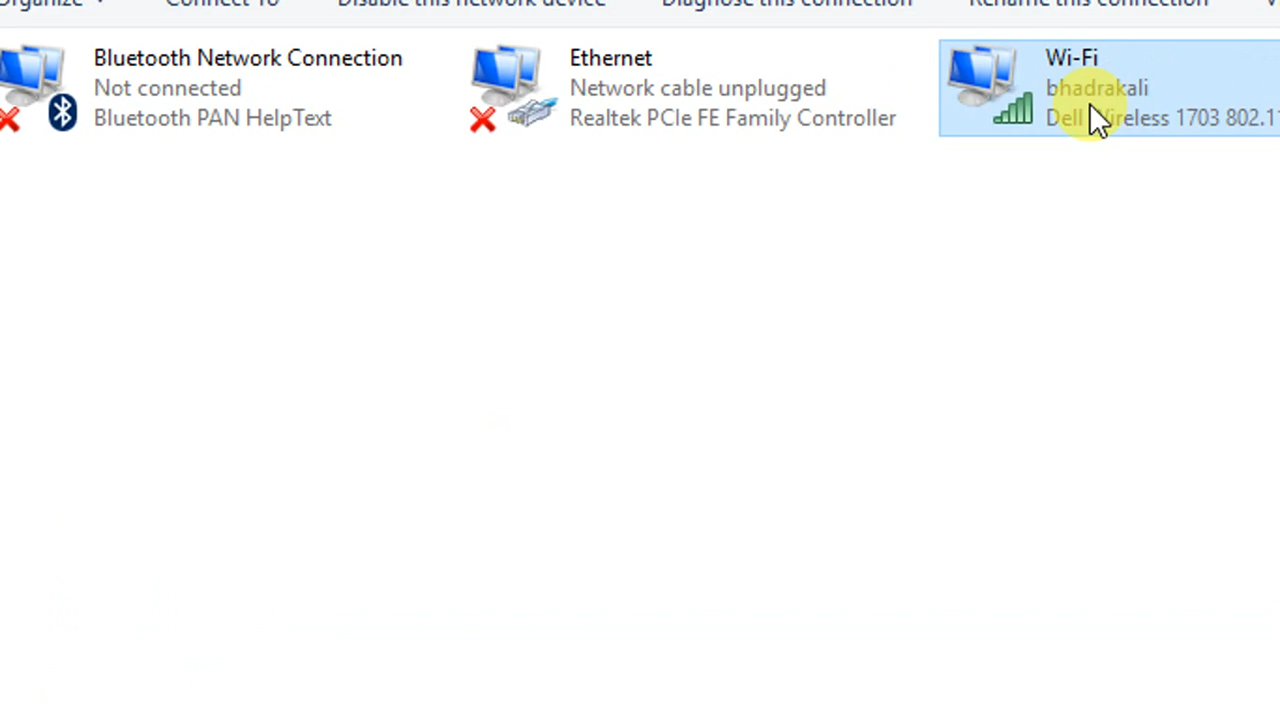 Organize Connect To Disable this network device Diagnose this connection Rename this connection
Bluetooth Network Connection
Not connected
Bluetooth PAN HelpText
Ethernet
Network cable unplugged
Realtek PCIe FE Family Controller
Wi-Fi
bhadrakali
Dell Wireless 1703 802.11